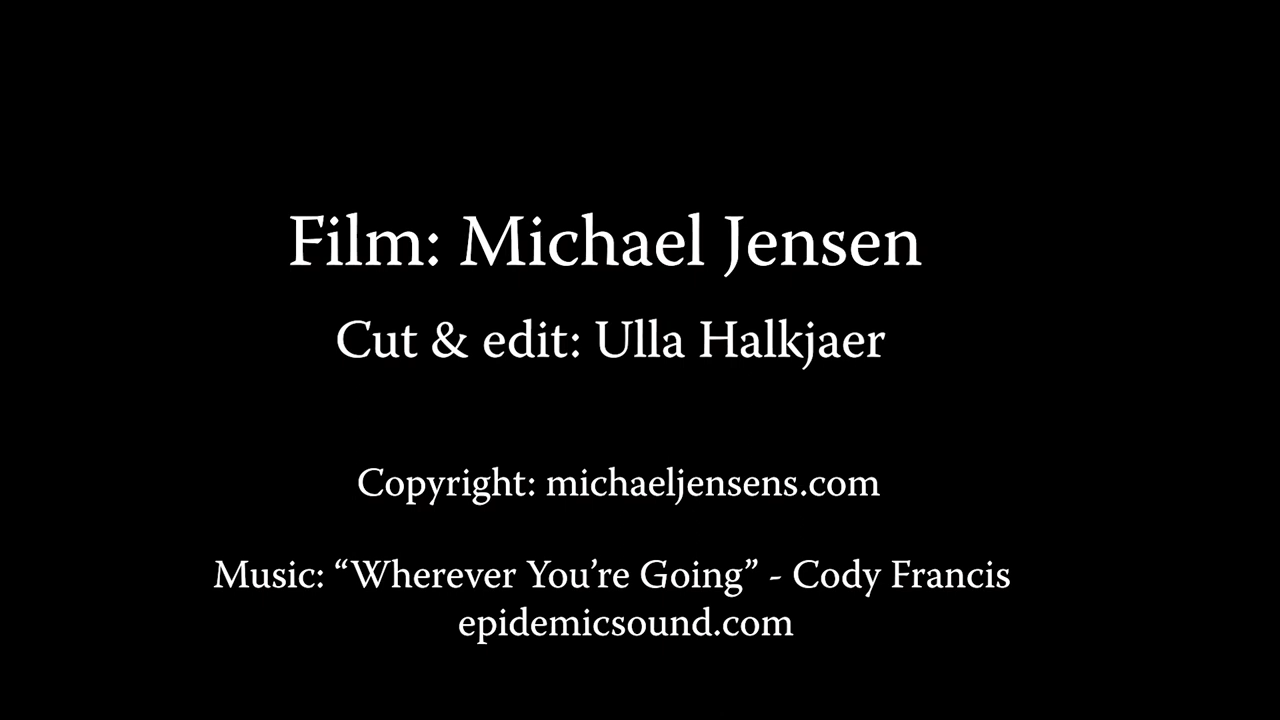 Film: Michael Jensen
Cut & edit: Ulla Halkjaer
Copyright: michaeljensens.com
Music: “Wherever You’re Going” - Cody Francis
epidemicsound.com